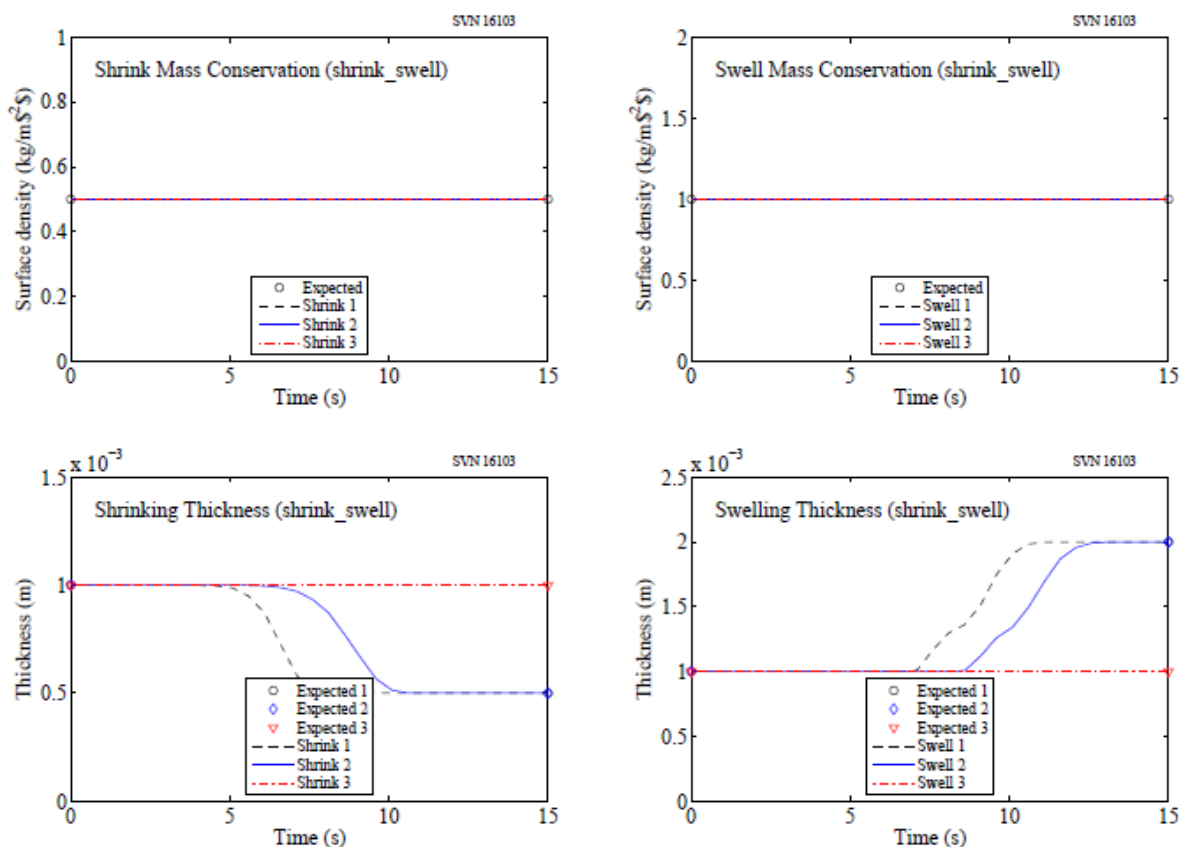 SVN 16103
1
0.8
0.6
0.4
0.2
0
Surface density (kg/m$²$)
Shrink Mass Conservation (shrink_swell)
Expected
Shrink 1
Shrink 2
Shrink 3
0 5 10 15
Time (s)
SVN 16103
2
1.5
1
0.5
0
Surface density (kg/m$²$)
Swell Mass Conservation (shrink_swell)
Expected
Swell 1
Swell 2
Swell 3
0 5 10 15
Time (s)
x 10⁻³
SVN 16103
1.5
1
0.5
0
Thickness (m)
Shrinking Thickness (shrink_swell)
Expected 1
Expected 2
Expected 3
Shrink 1
Shrink 2
Shrink 3
0 5 10 15
Time (s)
x 10⁻³
SVN 16103
2.5
2
1.5
1
0.5
0
Thickness (m)
Swelling Thickness (shrink_swell)
Expected 1
Expected 2
Expected 3
Swell 1
Swell 2
Swell 3
0 5 10 15
Time (s)